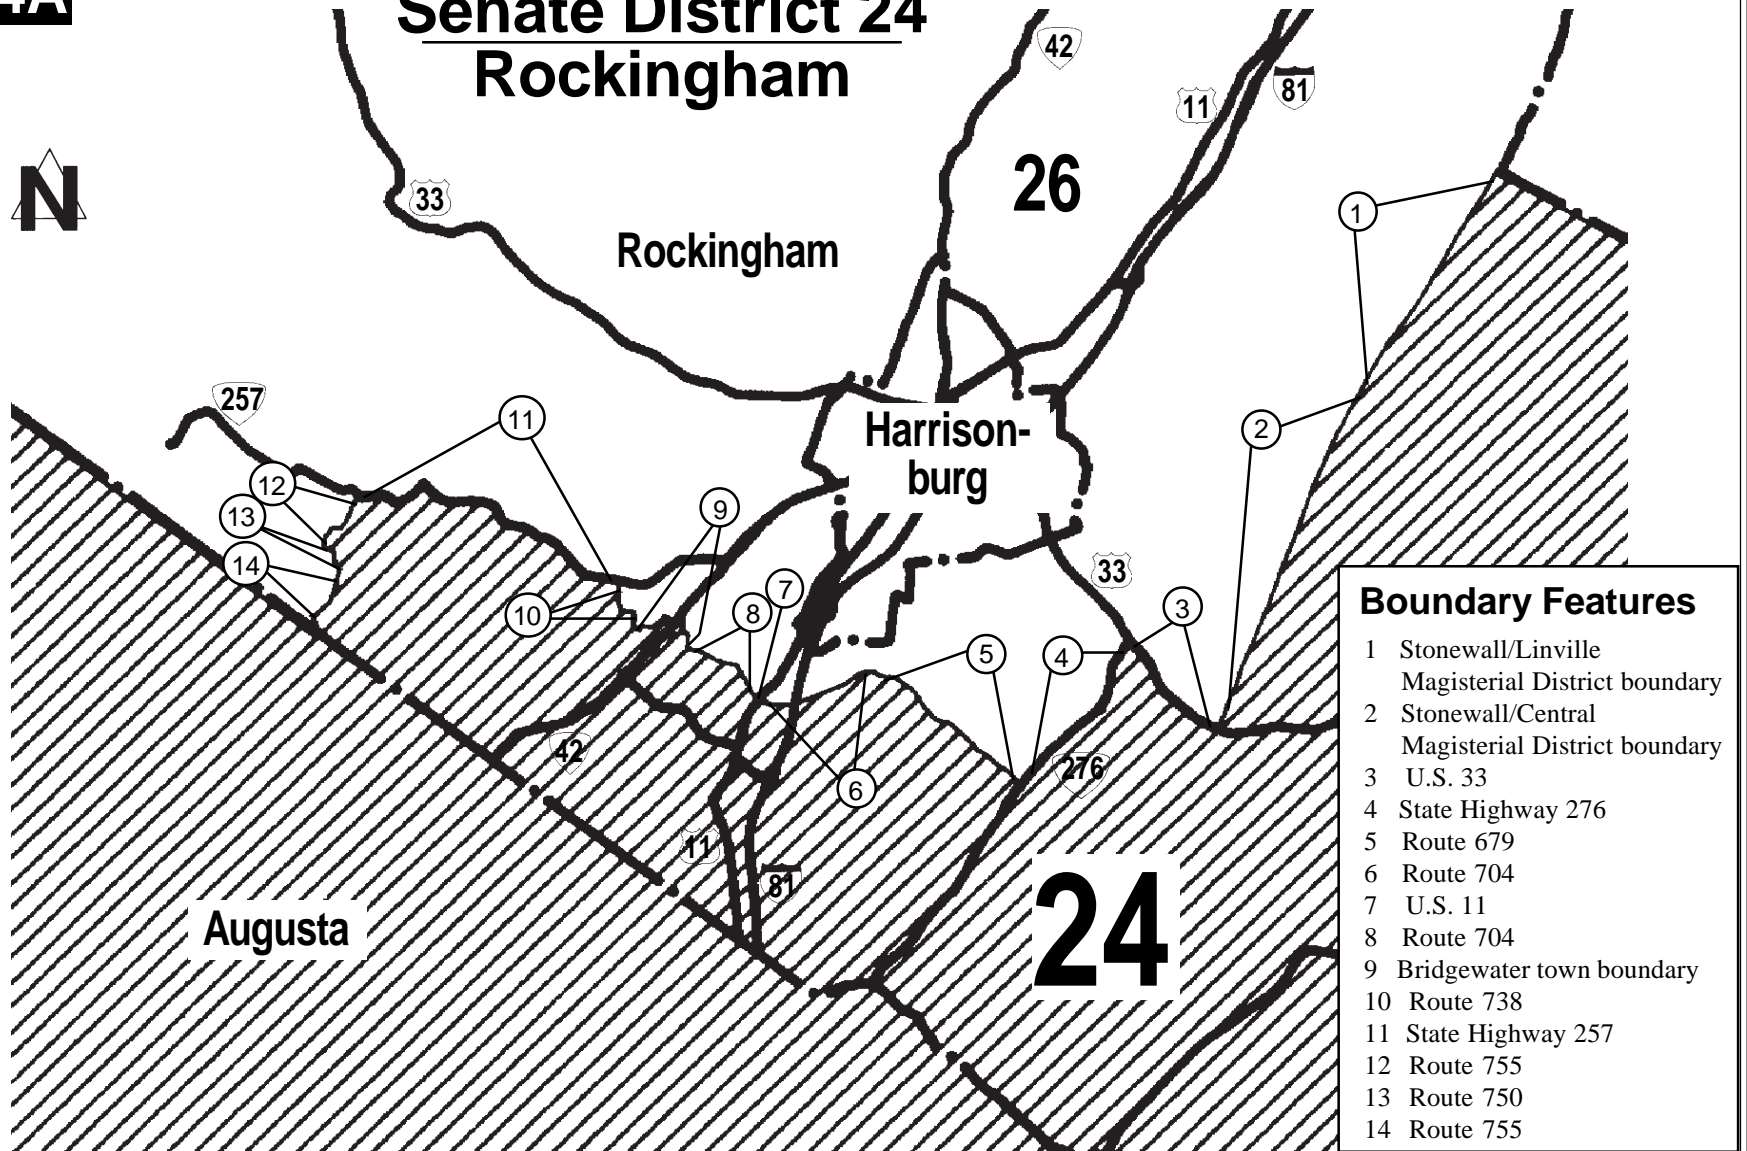 Senate District 24
Rockingham
N
42
11
81
26
33
Rockingham
1
257
11
2
Harrison-
burg
12
9
13
14
33
7
10
8
3
5
4
42
276
6
11
81
Augusta
24
Boundary Features
1 Stonewall/Linville
Magisterial District boundary
2 Stonewall/Central
Magisterial District boundary
3 U.S. 33
4 State Highway 276
5 Route 679
6 Route 704
7 U.S. 11
8 Route 704
9 Bridgewater town boundary
10 Route 738
11 State Highway 257
12 Route 755
13 Route 750
14 Route 755